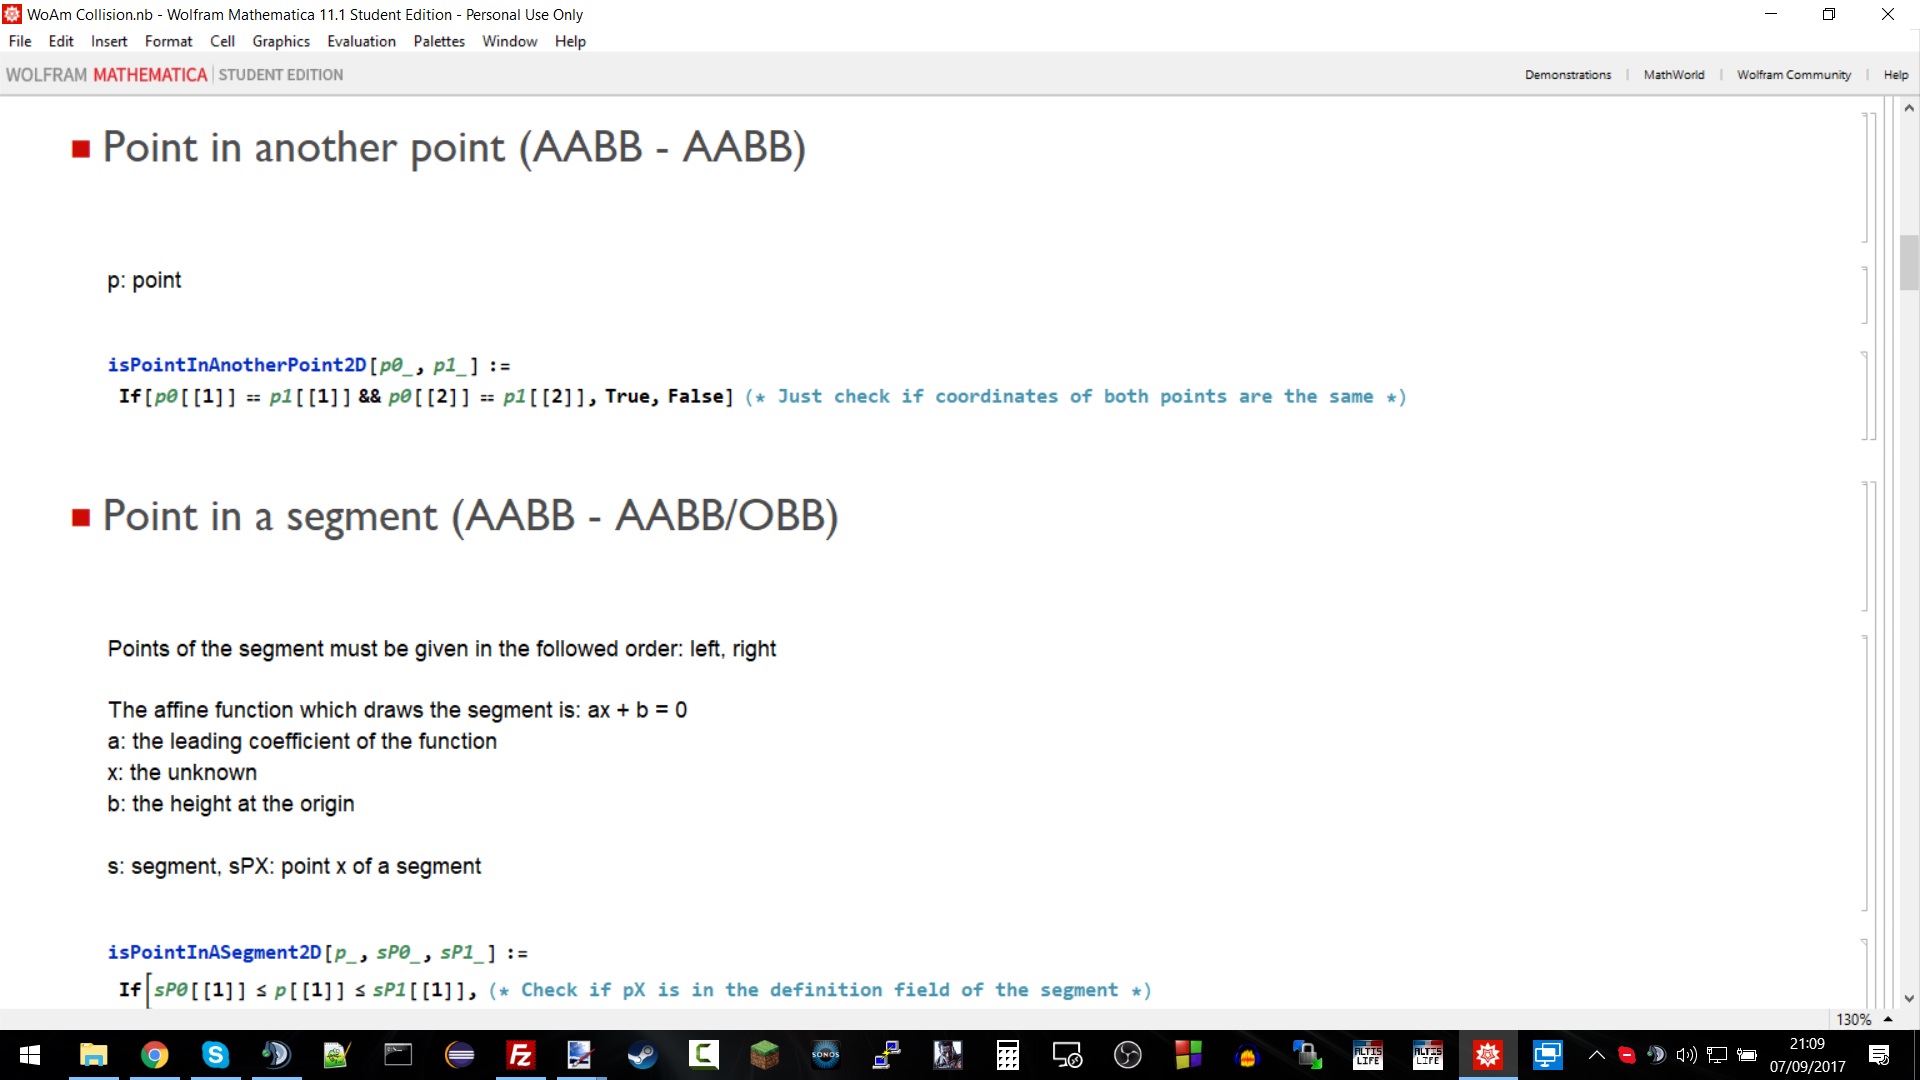 WoAm Collision.nb - Wolfram Mathematica 11.1 Student Edition - Personal Use Only
File Edit Insert Format Cell Graphics Evaluation Palettes Window Help
WOLFRAM MATHEMATICA | STUDENT EDITION
Demonstrations | MathWorld | Wolfram Community | Help
Point in another point (AABB - AABB)
p: point
isPointInAnotherPoint2D[p0_, p1_] :=
If[p0[[1]] == p1[[1]] && p0[[2]] == p1[[2]], True, False] (* Just check if coordinates of both points are the same *)
Point in a segment (AABB - AABB/OBB)
Points of the segment must be given in the followed order: left, right
The affine function which draws the segment is: ax + b = 0
a: the leading coefficient of the function
x: the unknown
b: the height at the origin
s: segment, sPX: point x of a segment
isPointInASegment2D[p_, sP0_, sP1_] :=
If[sP0[[1]] ≤ p[[1]] ≤ sP1[[1]], (* Check if pX is in the definition field of the segment *)
130%
SONOS
ALTIS LIFE
ALTIS LIFE
21:09
07/09/2017